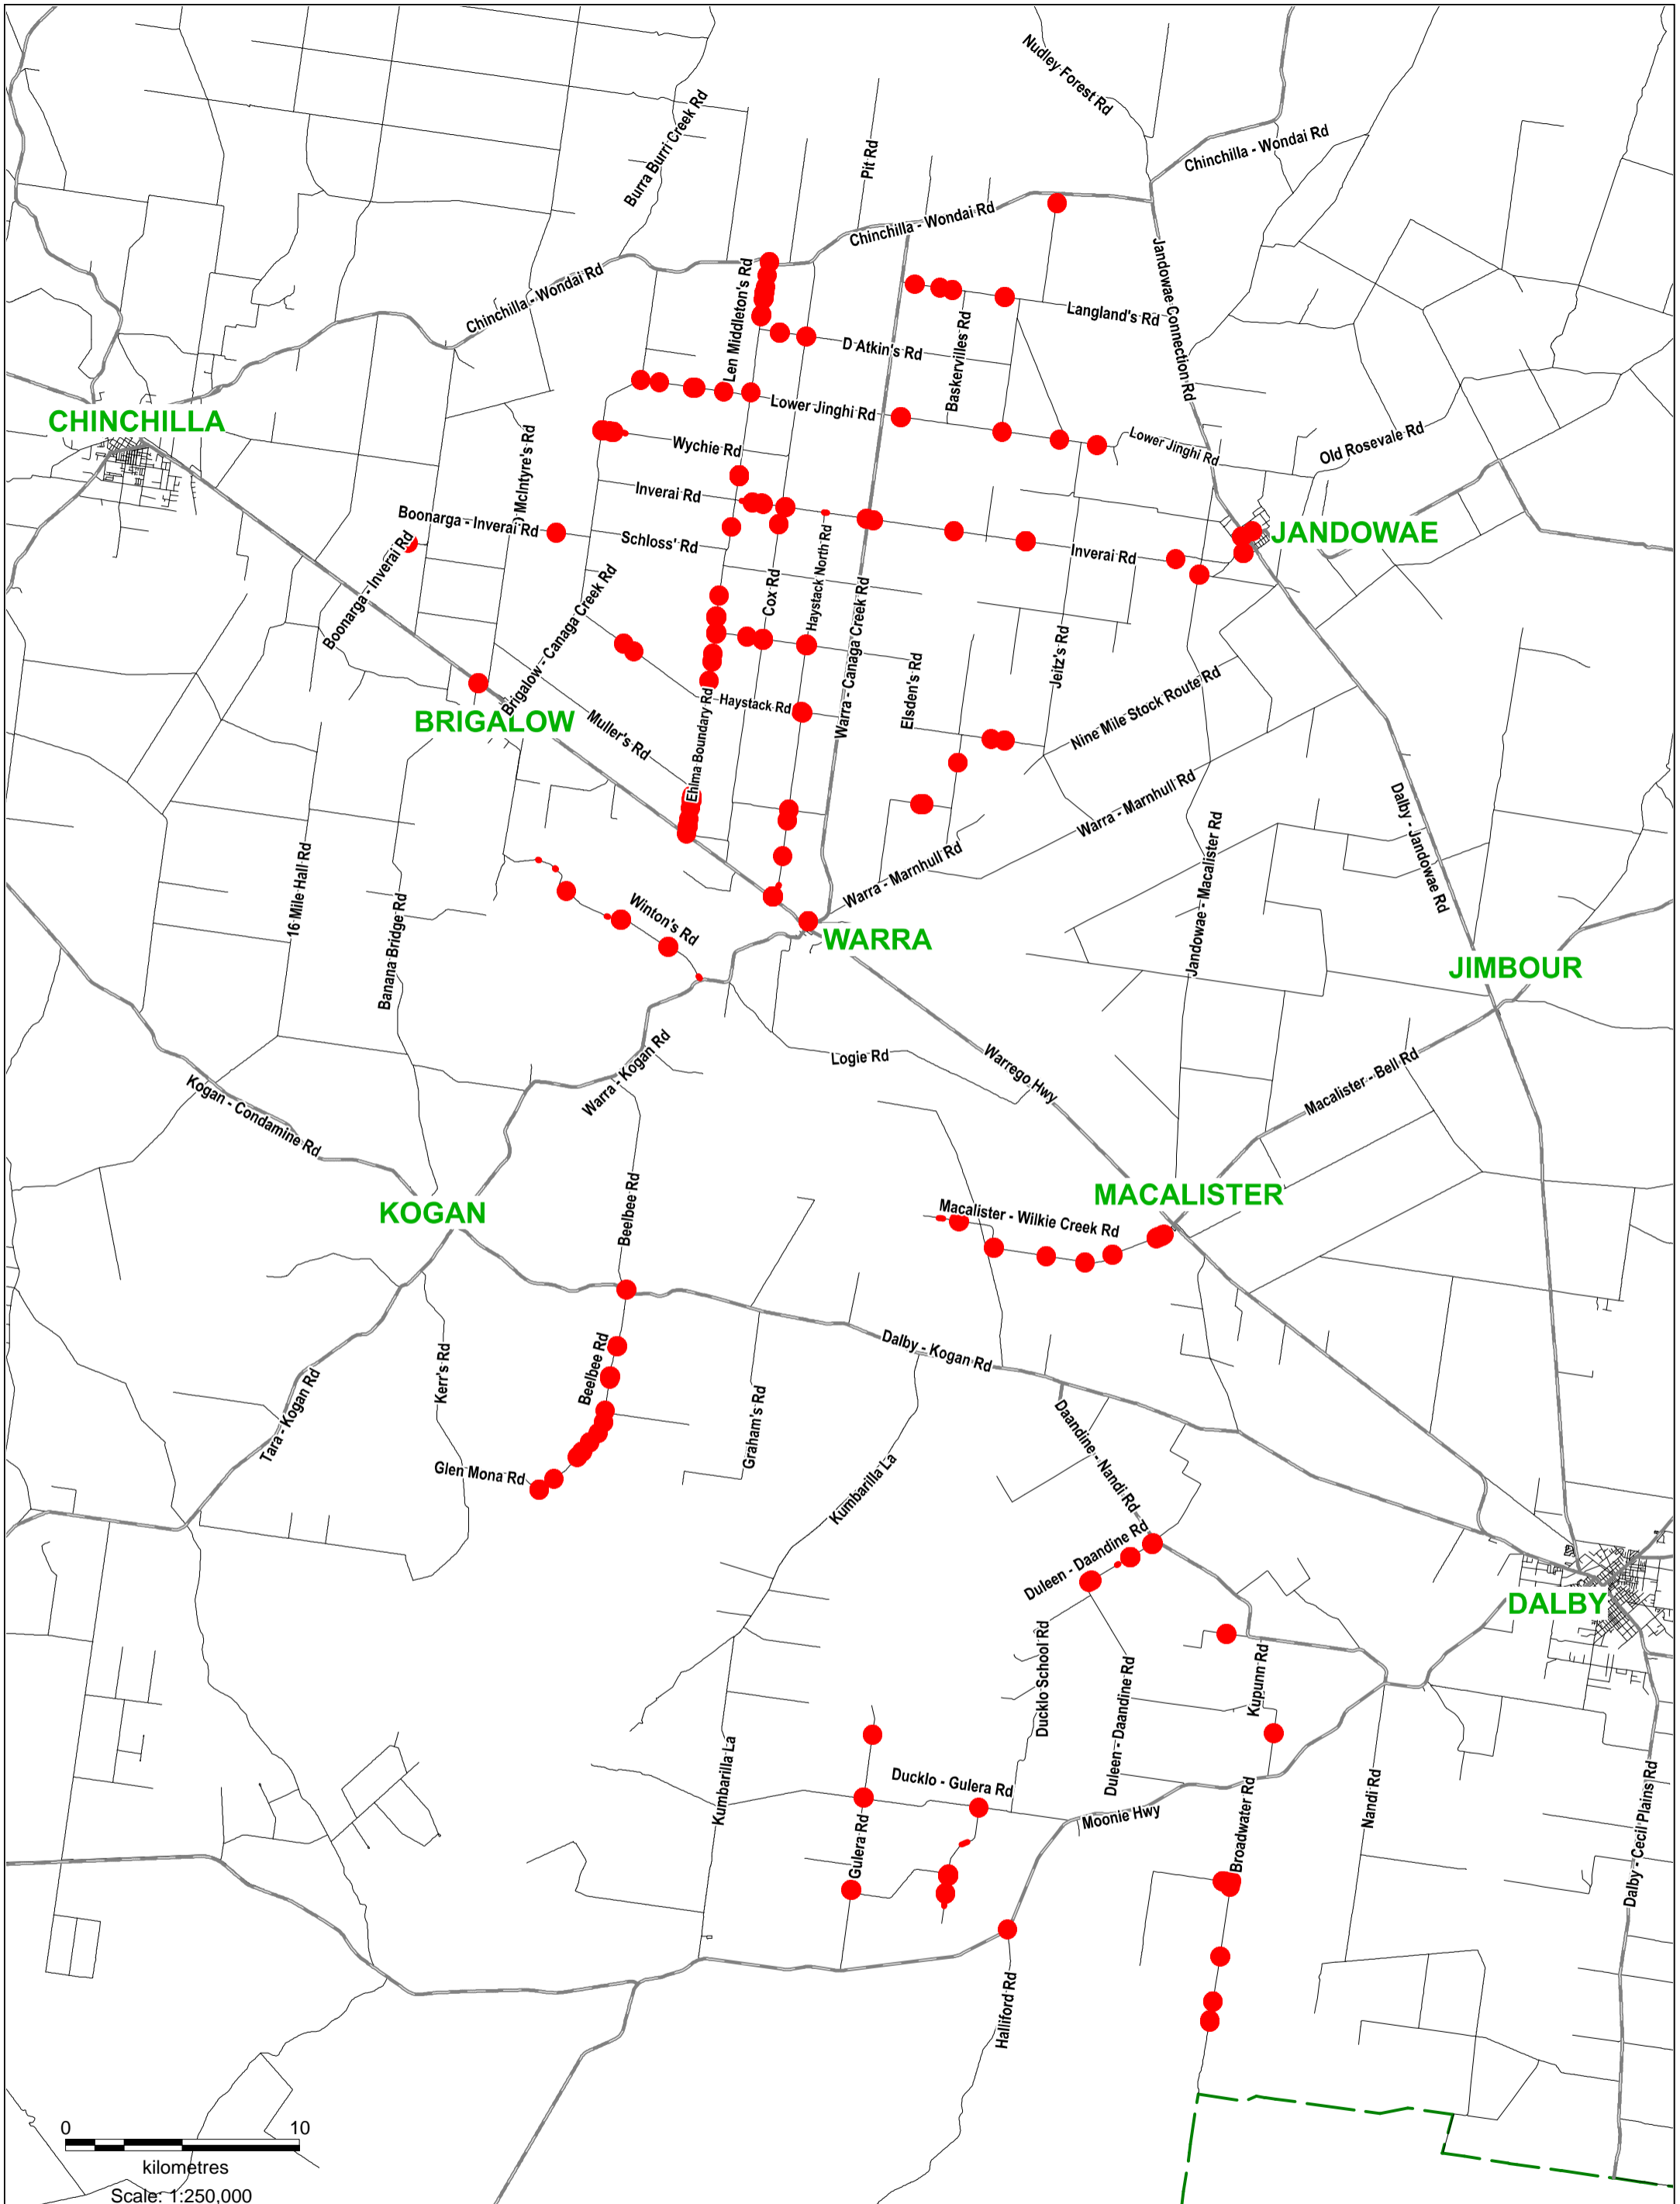 Nudley Forest Rd
Burra Burri Creek Rd
Pit Rd
Chinchilla - Wondai Rd
Chinchilla - Wondai Rd
Chinchilla - Wondai Rd
Jandowae Connection Rd
Len Middleton's Rd
Langland's Rd
Baskervilles Rd
D Atkin's Rd
CHINCHILLA
Lower Jinghi Rd
Lower Jinghi Rd
Old Rosevale Rd
McIntyre's Rd
Wychie Rd
Inverai Rd
Boonarga - Inverai Rd
Schloss' Rd
Haystack North Rd
JANDOWAE
Inverai Rd
Boonarga - Inverai Rd
Brigalow - Canaga Creek Rd
Cox Rd
Warra - Canaga Creek Rd
Jeitz's Rd
Elsden's Rd
Nine Mile Stock Route Rd
BRIGALOW
Haystack Rd
Muller's Rd
Ehlma Boundary Rd
Warra - Marnhull Rd
Dalby - Jandowae Rd
Jandowae - Macalister Rd
16 Mile Hall Rd
Banana Bridge Rd
Warra - Marnhull Rd
Winton's Rd
WARRA
JIMBOUR
Logie Rd
Warrego Hwy
Warra - Kogan Rd
Macalister - Bell Rd
Kogan - Condamine Rd
Beelbee Rd
MACALISTER
KOGAN
Macalister - Wilkie Creek Rd
Dalby - Kogan Rd
Beelbee Rd
Kerr's Rd
Tara - Kogan Rd
Graham's Rd
Daandine - Nandi Rd
Glen Mona Rd
Kumbarilla La
Duleen - Daandine Rd
DALBY
Ducklo School Rd
Duleen - Daandine Rd
Kupunn Rd
Kumbarilla La
Ducklo - Gulera Rd
Moonie Hwy
Gulera Rd
Broadwater Rd
Nandi Rd
Dalby - Cecil Plains Rd
Halliford Rd
0 10
kilometres
Scale: 1:250,000